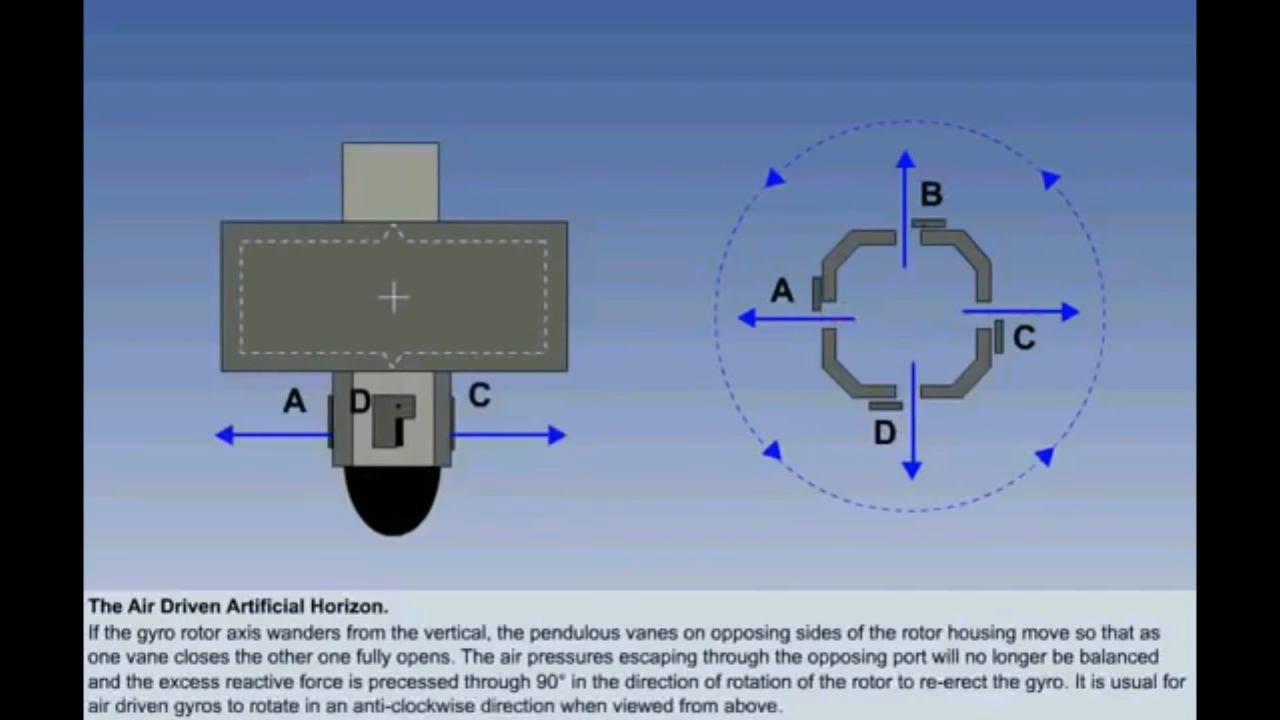 B
A
C
D
A
D
C
The Air Driven Artificial Horizon.
If the gyro rotor axis wanders from the vertical, the pendulous vanes on opposing sides of the rotor housing move so that as
one vane closes the other one fully opens. The air pressures escaping through the opposing port will no longer be balanced
and the excess reactive force is precessed through 90° in the direction of rotation of the rotor to re-erect the gyro. It is usual for
air driven gyros to rotate in an anti-clockwise direction when viewed from above.